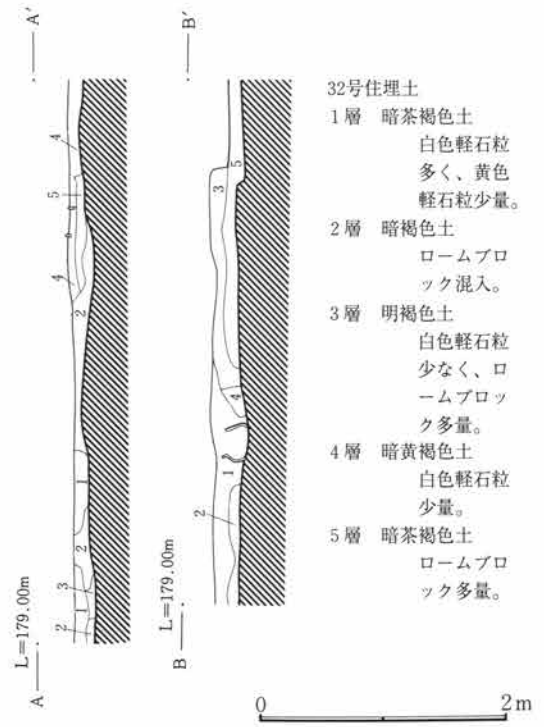 A′
4
5
4
2
1
2
3
1
2
L＝179.00m
A
B′
5
3
4
1
2
L＝179.00m
B
32号住埋土
1層　暗茶褐色土
白色軽石粒
多く、黄色
軽石粒少量。
2層　暗褐色土
ロームブロ
ック混入。
3層　明褐色土
白色軽石粒
少なく、ロ
ームブロッ
ク多量。
4層　暗黄褐色土
白色軽石粒
少量。
5層　暗茶褐色土
ロームブロ
ック多量。
0
2m